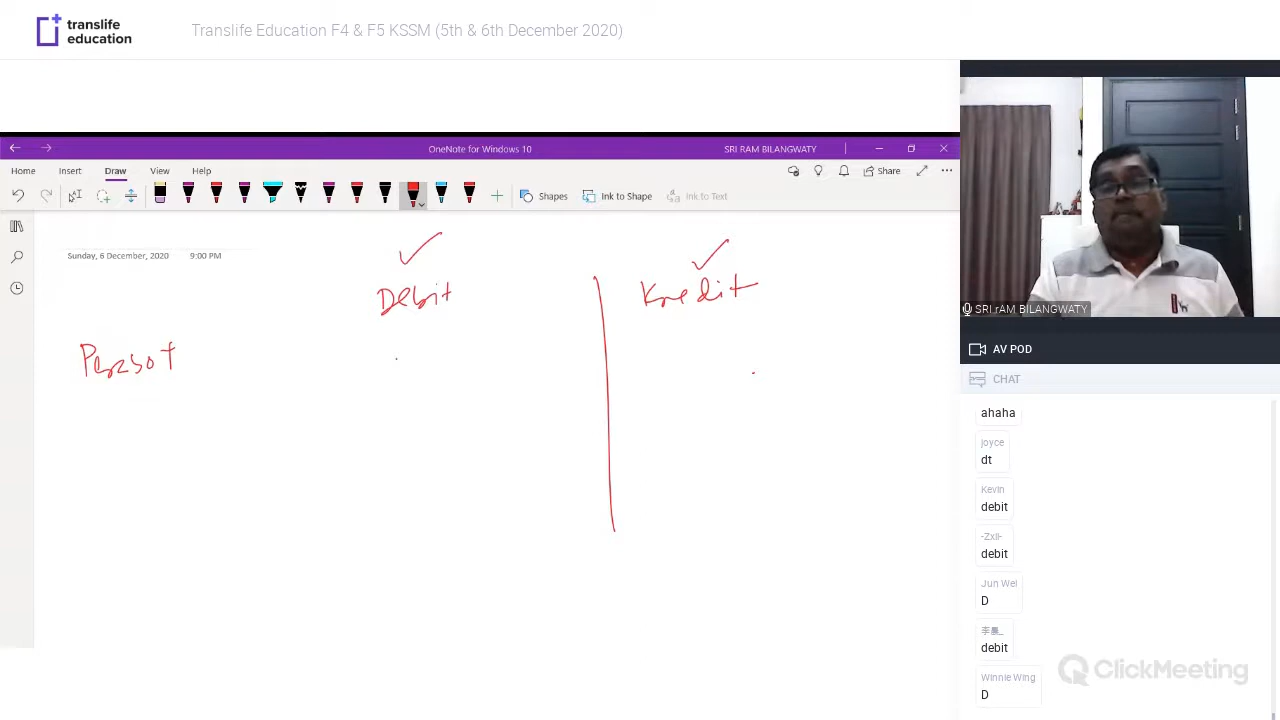 translife
education
Translife Education F4 & F5 KSSM (5th & 6th December 2020)
OneNote for Windows 10
SRI RAM BILANGWATY
Home Insert Draw View Help
Share
Shapes
Ink to Shape
Ink to Text
Sunday, 6 December, 2020 9:00 PM
Debit
Kredit
Perabot
SRI rAM BILANGWATY
AV POD
CHAT
ahaha
joyce
dt
Kevin
debit
-Zxll-
debit
Jun Wei
D
debit
Winnie Wing
D
ClickMeeting